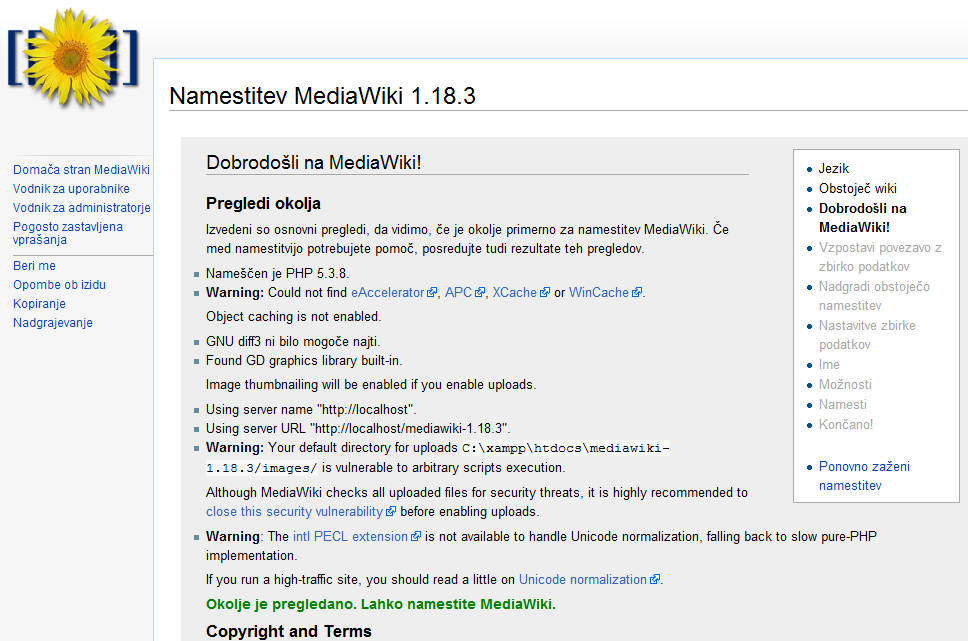 Namestitev MediaWiki 1.18.3
Domača stran MediaWiki
Vodnik za uporabnike
Vodnik za administratorje
Pogosto zastavljena
vprašanja
Beri me
Opombe ob izidu
Kopiranje
Nadgrajevanje
Dobrodošli na MediaWiki!
Pregledi okolja
Izvedeni so osnovni pregledi, da vidimo, če je okolje primerno za namestitev MediaWiki. Če
med namestitvijo potrebujete pomoč, posredujte tudi rezultate teh pregledov.
Nameščen je PHP 5.3.8.
Warning: Could not find eAccelerator, APC, XCache or WinCache.
Object caching is not enabled.
GNU diff3 ni bilo mogoče najti.
Found GD graphics library built-in.
Image thumbnailing will be enabled if you enable uploads.
Using server name "http://localhost".
Using server URL "http://localhost/mediawiki-1.18.3".
Warning: Your default directory for uploads C:\xampp\htdocs\mediawiki-
1.18.3/images/ is vulnerable to arbitrary scripts execution.
Although MediaWiki checks all uploaded files for security threats, it is highly recommended to
close this security vulnerability before enabling uploads.
Warning: The intl PECL extension is not available to handle Unicode normalization, falling back to slow pure-PHP
implementation.
If you run a high-traffic site, you should read a little on Unicode normalization.
Okolje je pregledano. Lahko namestite MediaWiki.
Copyright and Terms
Jezik
Obstoječ wiki
Dobrodošli na
MediaWiki!
Vzpostavi povezavo z
zbirko podatkov
Nadgradi obstoječo
namestitev
Nastavitve zbirke
podatkov
Ime
Možnosti
Namesti
Končano!
Ponovno zaženi
namestitev